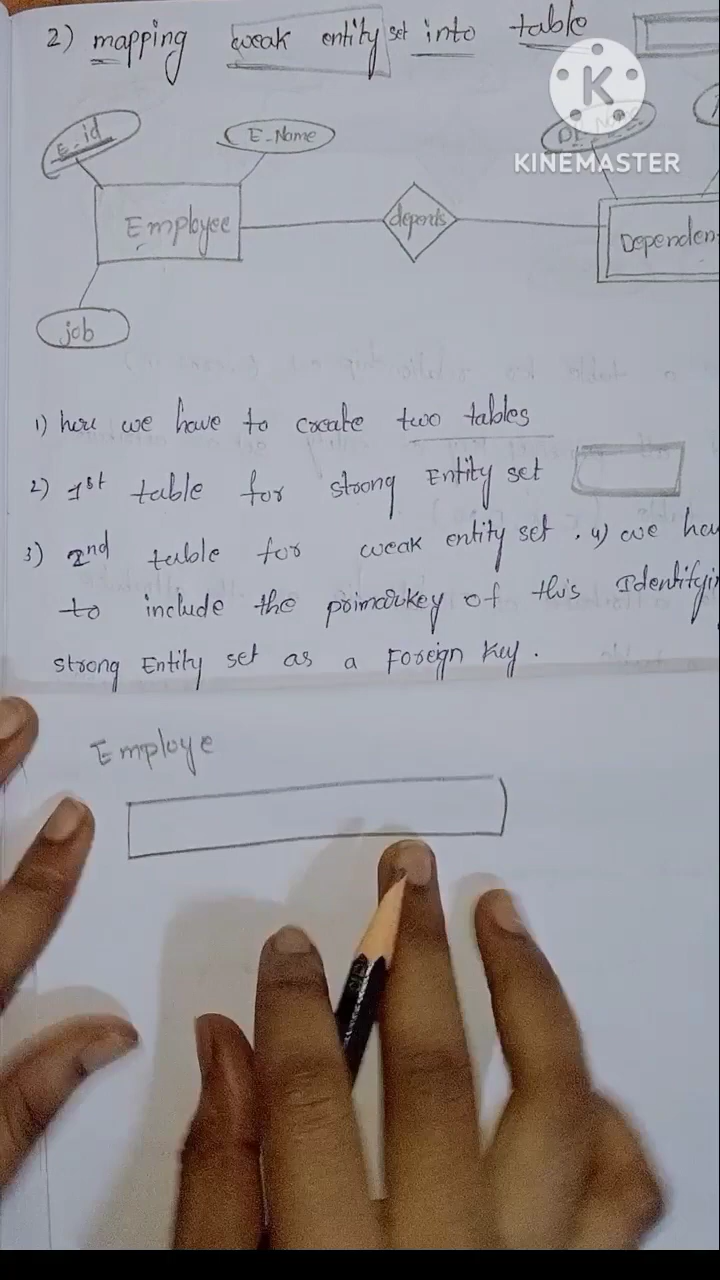 2) mapping weak entity set into table
K
KINEMASTER
E_id
E_Name
Name
Employee
depends
Dependen
job
1) here we have to create two tables
2) 1st table for strong Entity set
3) 2nd table for weak entity set . 4) we ha
to include the primarykey of this Identifyin
strong Entity set as a Foreign Key .
Employe